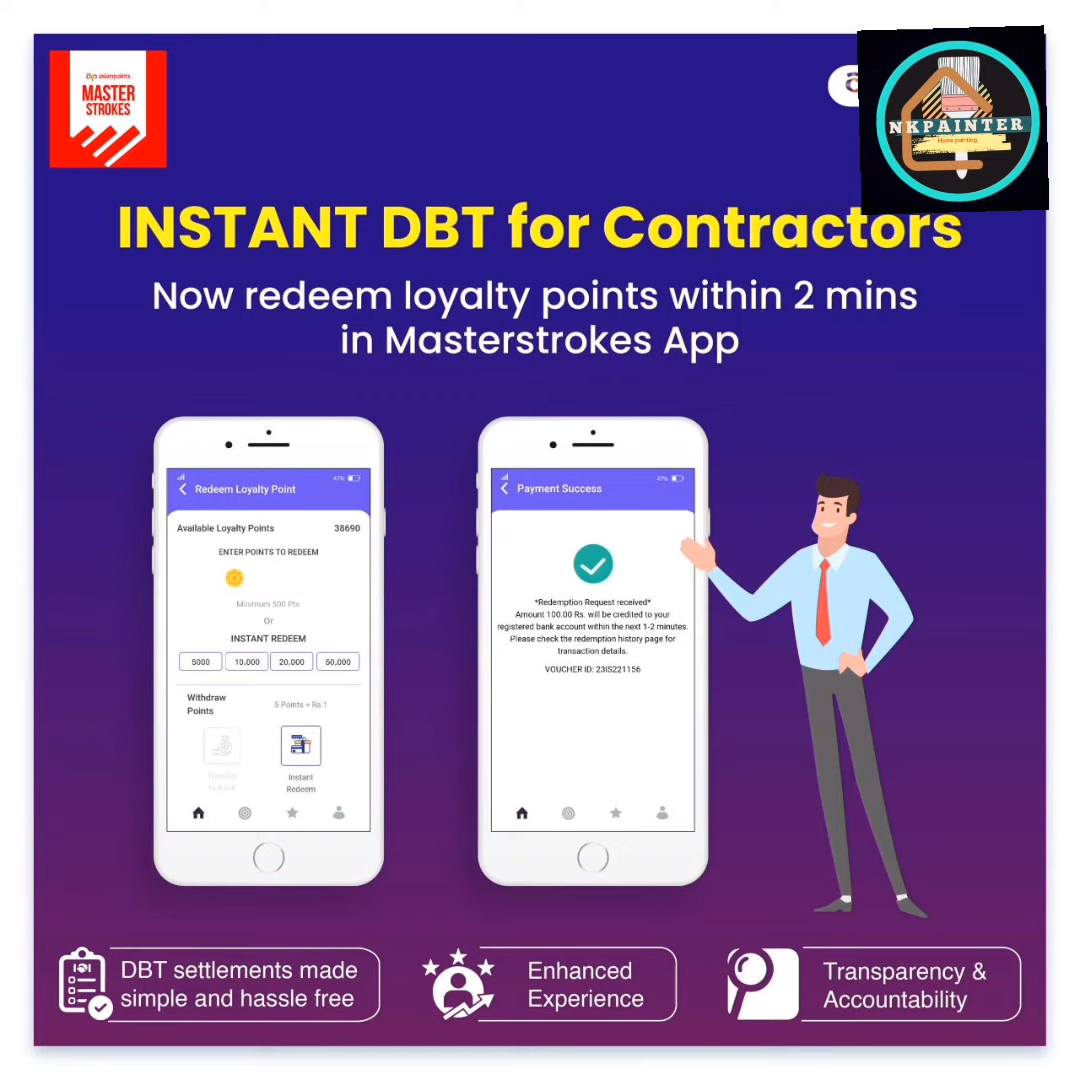 asianpaints
MASTER
STROKES
NKPAINTER
Home painting
INSTANT DBT for Contractors
Now redeem loyalty points within 2 mins
in Masterstrokes App
47%
Redeem Loyalty Point
Available Loyalty Points 38690
ENTER POINTS TO REDEEM
Minimum 500 Pts
Or
INSTANT REDEEM
5000 10,000 20,000 50,000
Withdraw
Points
5 Points = Rs.1
Transfer
to Bank
Instant
Redeem
47%
Payment Success
*Redemption Request received*
Amount 100.00 Rs. will be credited to your
registered bank account within the next 1-2 minutes.
Please check the redemption history page for
transaction details.
VOUCHER ID: 23IS221156
DBT settlements made
simple and hassle free
Enhanced
Experience
Transparency &
Accountability